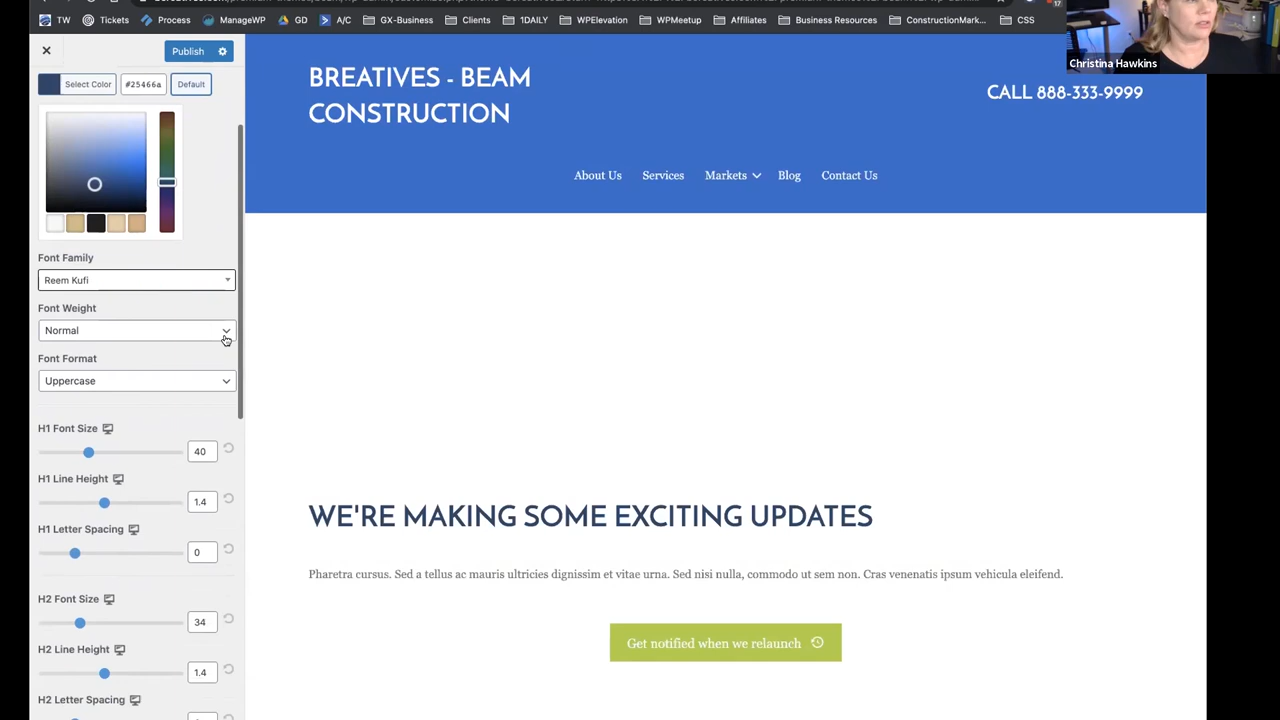 TW Tickets Process ManageWP GD A/C GX-Business Clients 1DAILY WPElevation WPMeetup Affiliates Business Resources ConstructionMark... CSS
17
Christina Hawkins
Publish
Select Color #25466a Default
Font Family
Reem Kufi
Font Weight
Normal
Font Format
Uppercase
H1 Font Size
40
H1 Line Height
1.4
H1 Letter Spacing
0
H2 Font Size
34
H2 Line Height
1.4
H2 Letter Spacing
BREATIVES - BEAM
CONSTRUCTION
CALL 888-333-9999
About Us Services Markets Blog Contact Us
WE'RE MAKING SOME EXCITING UPDATES
Pharetra cursus. Sed a tellus ac mauris ultricies dignissim et vitae urna. Sed nisi nulla, commodo ut sem non. Cras venenatis ipsum vehicula eleifend.
Get notified when we relaunch